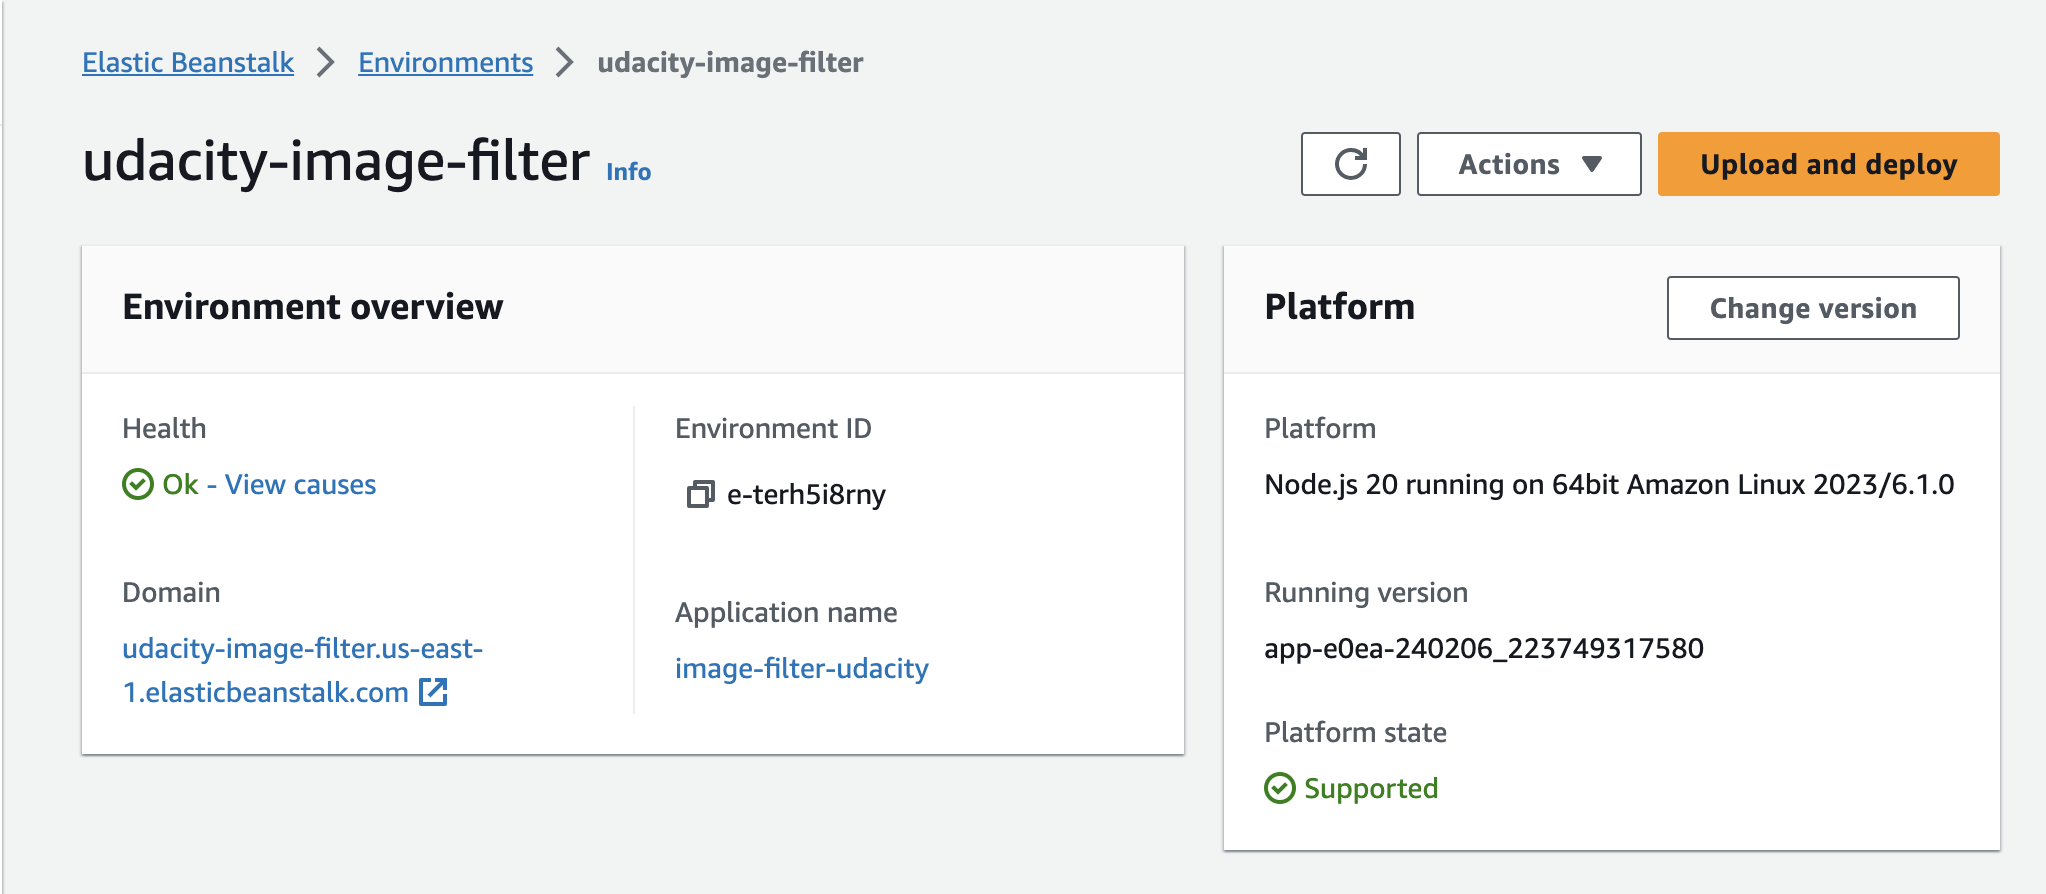 Elastic Beanstalk > Environments > udacity-image-filter
udacity-image-filter Info
Actions
Upload and deploy
Environment overview
Health
Ok - View causes
Domain
udacity-image-filter.us-east-
1.elasticbeanstalk.com
Environment ID
e-terh5i8rny
Application name
image-filter-udacity
Platform
Change version
Platform
Node.js 20 running on 64bit Amazon Linux 2023/6.1.0
Running version
app-e0ea-240206_223749317580
Platform state
Supported